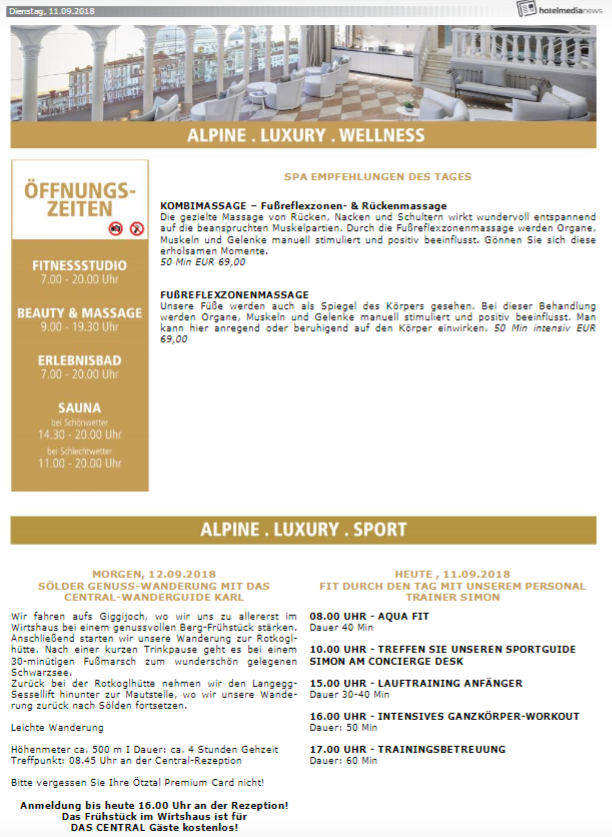 Dienstag, 11.09.2018
hotelmedianews
ALPINE . LUXURY . WELLNESS
ÖFFNUNGS-
ZEITEN
FITNESSSTUDIO
7.00 - 20.00 Uhr
BEAUTY & MASSAGE
9.00 - 19.30 Uhr
ERLEBNISBAD
7.00 - 20.00 Uhr
SAUNA
bei Schönwetter
14.30 - 20.00 Uhr
bei Schlechtwetter
11.00 - 20.00 Uhr
SPA EMPFEHLUNGEN DES TAGES
KOMBIMASSAGE – Fußreflexzonen- & Rückenmassage
Die gezielte Massage von Rücken, Nacken und Schultern wirkt wundervoll entspannend
auf die beanspruchten Muskelpartien. Durch die Fußreflexzonenmassage werden Organe,
Muskeln und Gelenke manuell stimuliert und positiv beeinflusst. Gönnen Sie sich diese
erholsamen Momente.
50 Min EUR 69,00
FUßREFLEXZONENMASSAGE
Unsere Füße werden auch als Spiegel des Körpers gesehen. Bei dieser Behandlung
werden Organe, Muskeln und Gelenke manuell stimuliert und positiv beeinflusst. Man
kann hier anregend oder beruhigend auf den Körper einwirken. 50 Min intensiv EUR
69,00
ALPINE . LUXURY . SPORT
MORGEN, 12.09.2018
SÖLDER GENUSS-WANDERUNG MIT DAS
CENTRAL-WANDERGUIDE KARL
Wir fahren aufs Giggijoch, wo wir uns zu allererst im
Wirtshaus bei einem genussvollen Berg-Frühstück stärken.
Anschließend starten wir unsere Wanderung zur Rotkogl-
hütte. Nach einer kurzen Trinkpause geht es bei einem
30-minütigen Fußmarsch zum wunderschön gelegenen
Schwarzsee.
Zurück bei der Rotkoglhütte nehmen wir den Langegg-
Sessellift hinunter zur Mautstelle, wo wir unsere Wande-
rung zurück nach Sölden fortsetzen.
Leichte Wanderung
Höhenmeter ca. 500 m I Dauer: ca. 4 Stunden Gehzeit
Treffpunkt: 08.45 Uhr an der Central-Rezeption
Bitte vergessen Sie Ihre Ötztal Premium Card nicht!
Anmeldung bis heute 16.00 Uhr an der Rezeption!
Das Frühstück im Wirtshaus ist für
DAS CENTRAL Gäste kostenlos!
HEUTE , 11.09.2018
FIT DURCH DEN TAG MIT UNSEREM PERSONAL
TRAINER SIMON
08.00 UHR - AQUA FIT
Dauer 40 Min
10.00 UHR - TREFFEN SIE UNSEREN SPORTGUIDE
SIMON AM CONCIERGE DESK
15.00 UHR - LAUFTRAINING ANFÄNGER
Dauer 30-40 Min
16.00 UHR - INTENSIVES GANZKÖRPER-WORKOUT
Dauer: 50 Min
17.00 UHR - TRAININGSBETREUUNG
Dauer: 60 Min